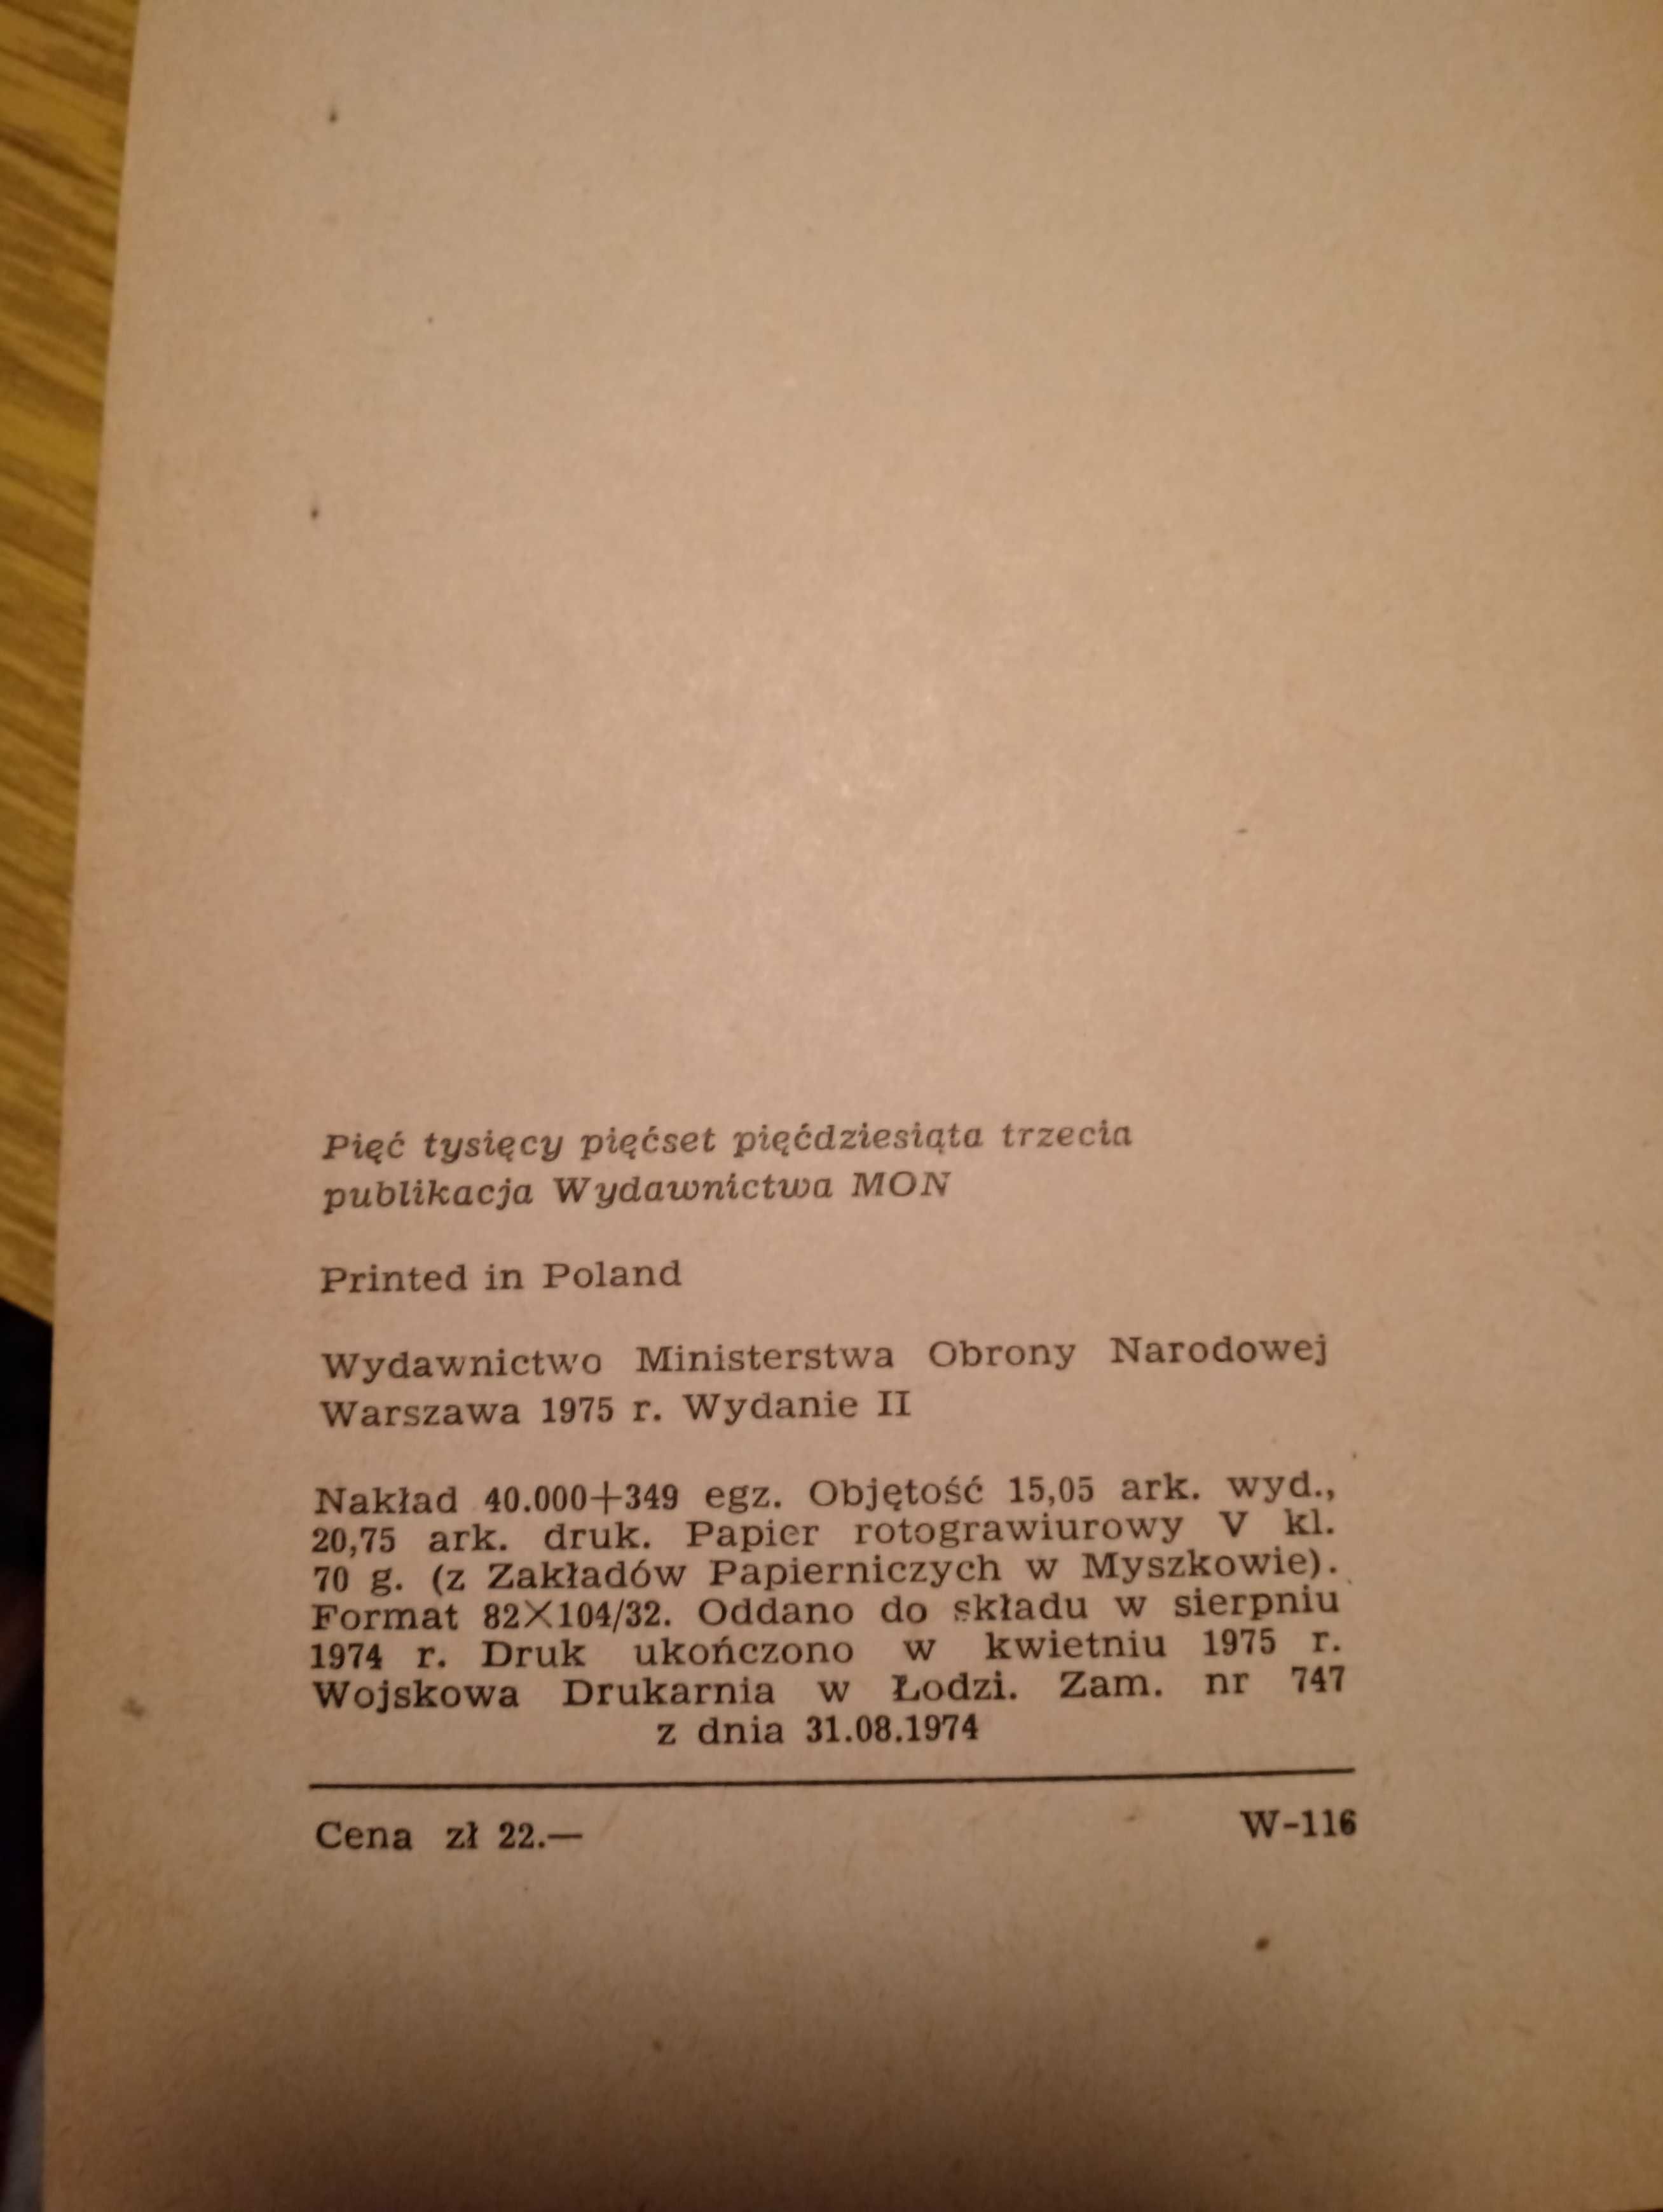 Pięć tysięcy pięćset pięćdziesiąta trzecia
publikacja Wydawnictwa MON
Printed in Poland
Wydawnictwo Ministerstwa Obrony Narodowej
Warszawa 1975 r. Wydanie II
Nakład 40.000+349 egz. Objętość 15,05 ark. wyd.,
20,75 ark. druk. Papier rotograwiurowy V kl.
70 g. (z Zakładów Papierniczych w Myszkowie).
Format 82×104/32. Oddano do składu w sierpniu
1974 r. Druk ukończono w kwietniu 1975 r.
Wojskowa Drukarnia w Łodzi. Zam. nr 747
z dnia 31.08.1974
Cena zł 22.— W-116